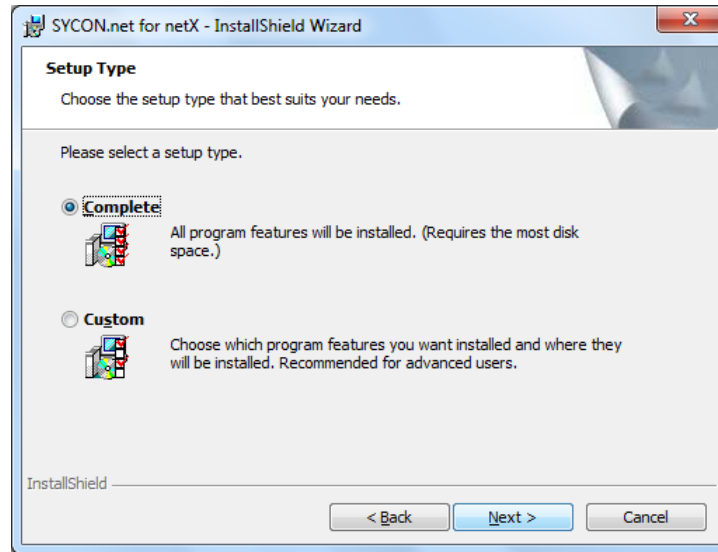 SYCON.net for netX - InstallShield Wizard
Setup Type
Choose the setup type that best suits your needs.
Please select a setup type.
Complete
All program features will be installed. (Requires the most disk
space.)
Custom
Choose which program features you want installed and where they
will be installed. Recommended for advanced users.
InstallShield
< Back
Next >
Cancel